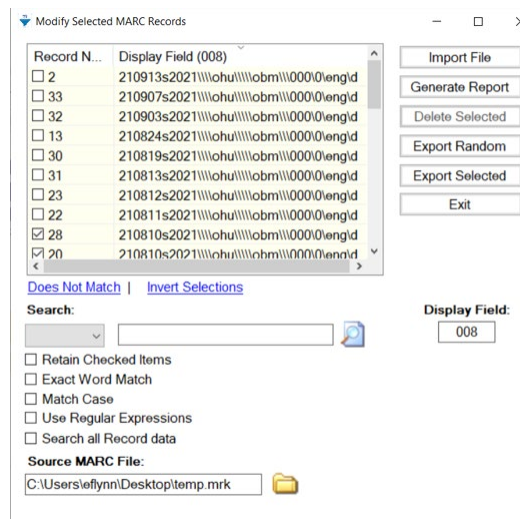 Modify Selected MARC Records
Record N... Display Field (008)
2 210913s2021\\\\ohu\\\\\obm\\\000\0\eng\d
33 210907s2021\\\\ohu\\\\\obm\\\000\0\eng\d
32 210903s2021\\\\ohu\\\\\obm\\\000\0\eng\d
13 210824s2021\\\\ohu\\\\\obm\\\000\0\eng\d
30 210819s2021\\\\ohu\\\\\obm\\\000\0\eng\d
31 210813s2021\\\\ohu\\\\\obm\\\000\0\eng\d
23 210812s2021\\\\ohu\\\\\obm\\\000\0\eng\d
22 210811s2021\\\\ohu\\\\\obm\\\000\0\eng\d
28 210810s2021\\\\ohu\\\\\obm\\\000\0\eng\d
20 210810s2021\\\\ohu\\\\\obm\\\000\0\eng\d
Import File
Generate Report
Delete Selected
Export Random
Export Selected
Exit
Does Not Match | Invert Selections
Search:
Display Field:
008
Retain Checked Items
Exact Word Match
Match Case
Use Regular Expressions
Search all Record data
Source MARC File:
C:\Users\eflynn\Desktop\temp.mrk